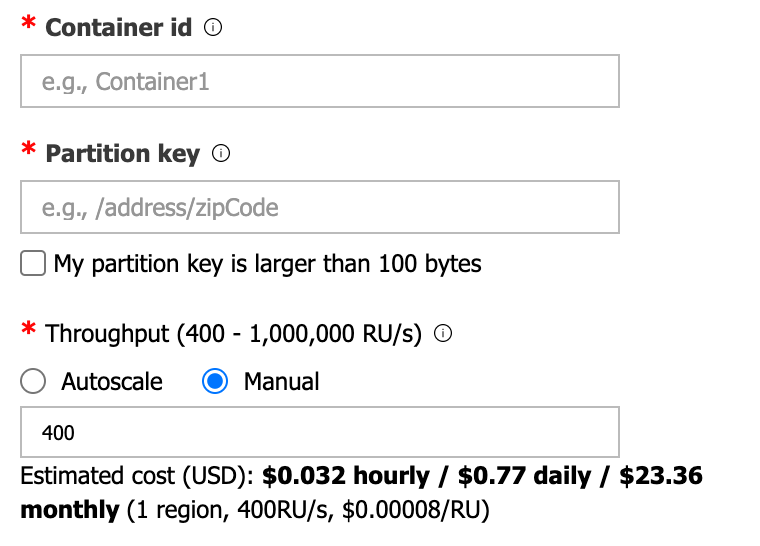 * Container id
e.g., Container1
* Partition key
e.g., /address/zipCode
My partition key is larger than 100 bytes
* Throughput (400 - 1,000,000 RU/s)
Autoscale Manual
400
Estimated cost (USD): $0.032 hourly / $0.77 daily / $23.36
monthly (1 region, 400RU/s, $0.00008/RU)